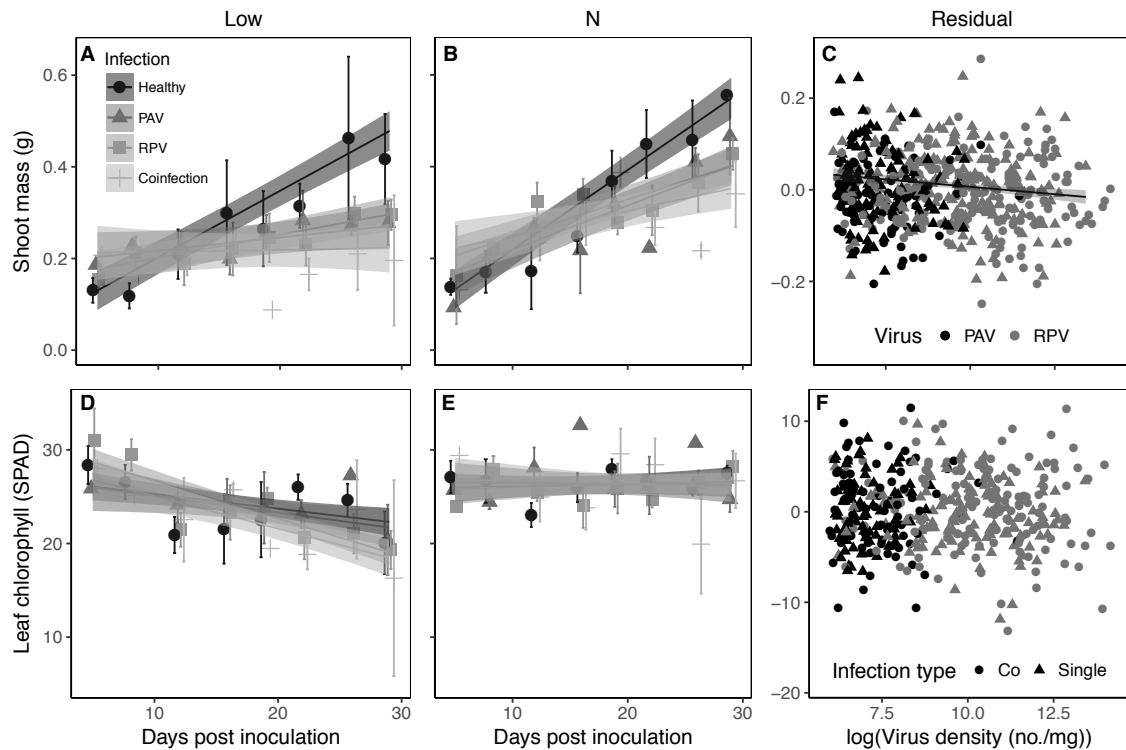 Low
N
Residual
A
Infection
Healthy
PAV
RPV
Coinfection
B
C
Virus PAV RPV
Shoot mass (g)
0.6
0.4
0.2
0.0
0.2
0.0
−0.2
D
E
F
Infection type Co Single
Leaf chlorophyll (SPAD)
30
20
10
10
0
−10
−20
10 20 30
10 20 30
7.5 10.0 12.5
Days post inoculation
Days post inoculation
log(Virus density (no./mg))